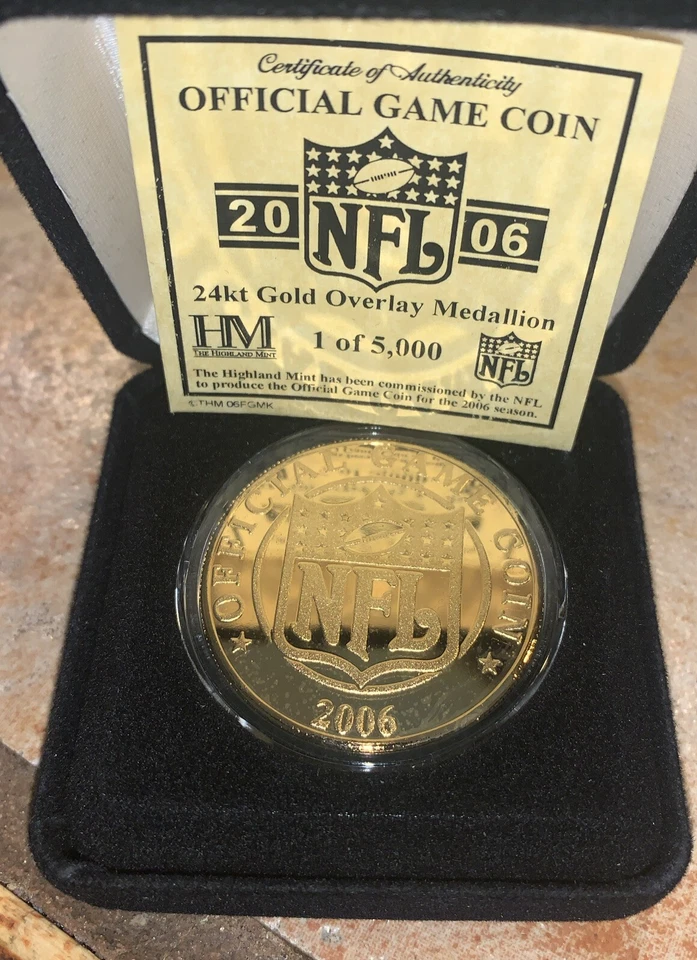 Certificate of Authenticity
OFFICIAL GAME COIN
20 NFL 06
24kt Gold Overlay Medallion
HM
THE HIGHLAND MINT
1 of 5,000
NFL
The Highland Mint has been commissioned by the NFL
to produce the Official Game Coin for the 2006 season.
©THM 06FGMK
OFFICIAL GAME COIN
NFL
2006